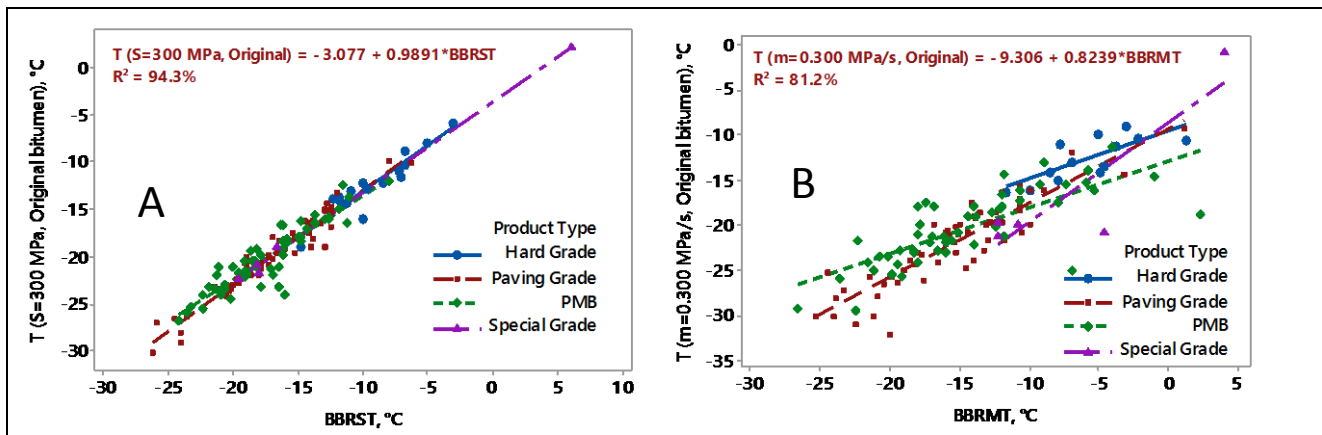 T (S=300 MPa, Original) = - 3.077 + 0.9891*BBRST
R² = 94.3%
A
T (S=300 MPa, Original bitumen), °C
0
-5
-10
-15
-20
-25
-30
Product Type
Hard Grade
Paving Grade
PMB
Special Grade
-30 -25 -20 -15 -10 -5 0 5 10
BBRST, °C
T (m=0.300 MPa/s, Original) = - 9.306 + 0.8239*BBRMT
R² = 81.2%
B
T (m=0.300 MPa/s, Original bitumen), °C
0
-5
-10
-15
-20
-25
-30
-35
Product Type
Hard Grade
Paving Grade
PMB
Special Grade
-30 -25 -20 -15 -10 -5 0 5
BBRMT, °C